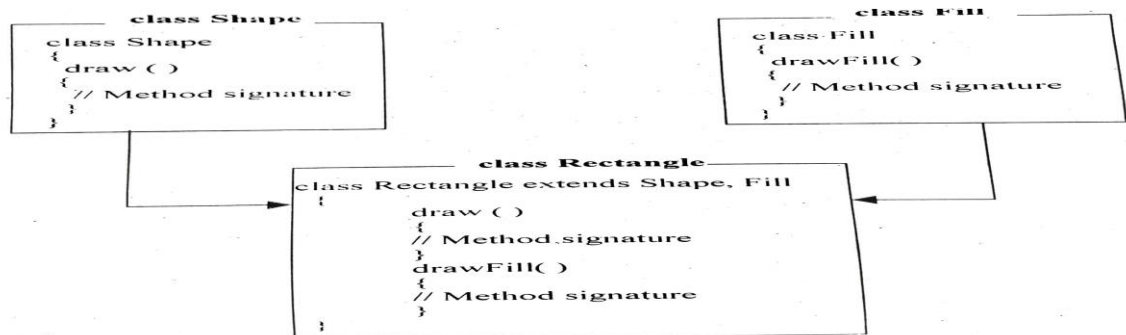 class Shape
class Shape
{
draw ( )
{
// Method signature
}
}
class Fill
class Fill
{
drawFill( )
{
// Method signature
}
}
class Rectangle
class Rectangle extends Shape, Fill
{
draw ( )
{
// Method signature
}
drawFill( )
{
// Method signature
}
}